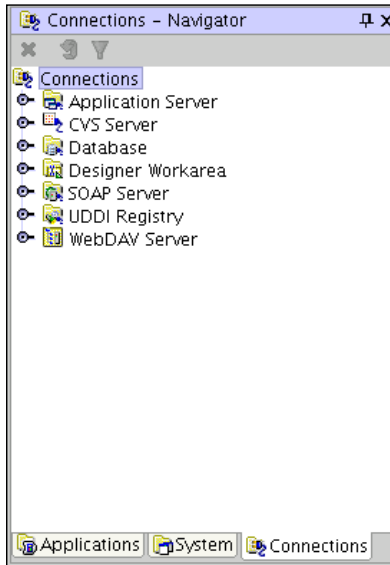 Connections - Navigator
Connections
Application Server
CVS Server
Database
Designer Workarea
SOAP Server
UDDI Registry
WebDAV Server
Applications System Connections